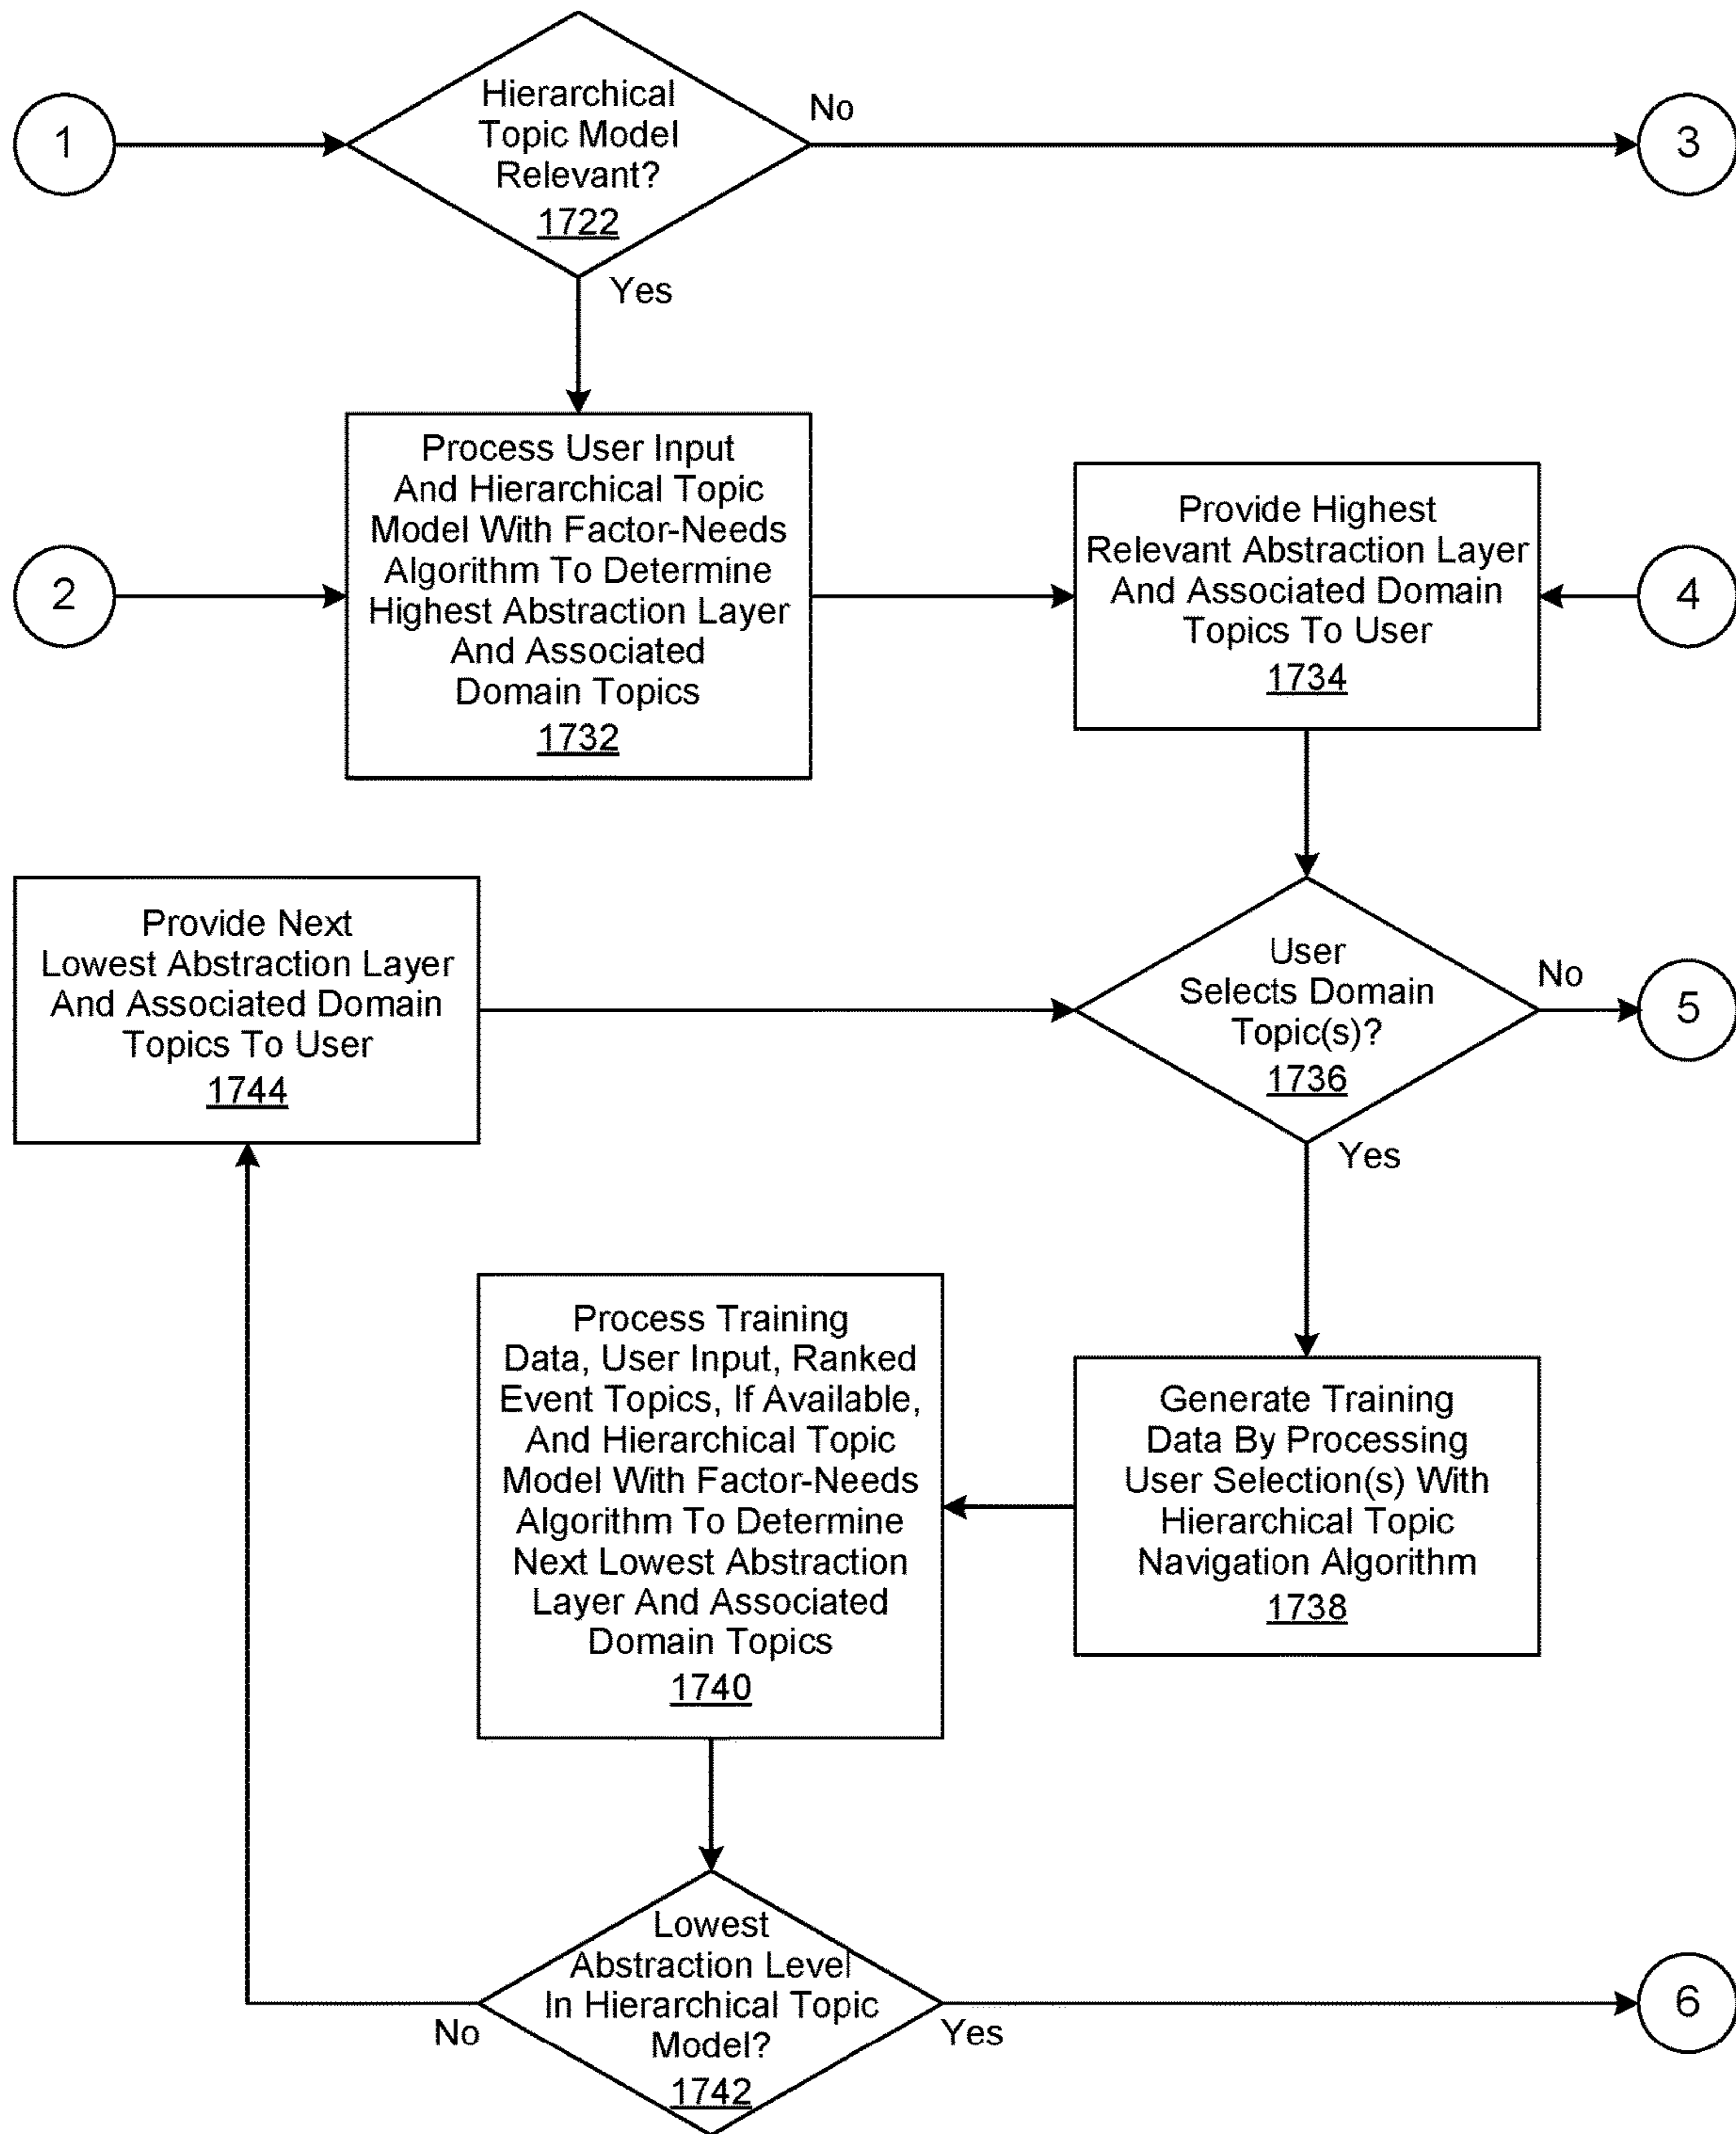 1
Hierarchical
Topic Model
Relevant?
1722
No
3
Yes
2
Process User Input
And Hierarchical Topic
Model With Factor-Needs
Algorithm To Determine
Highest Abstraction Layer
And Associated
Domain Topics
1732
Provide Highest
Relevant Abstraction Layer
And Associated Domain
Topics To User
1734
4
Provide Next
Lowest Abstraction Layer
And Associated Domain
Topics To User
1744
User
Selects Domain
Topic(s)?
1736
No
5
Yes
Process Training
Data, User Input, Ranked
Event Topics, If Available,
And Hierarchical Topic
Model With Factor-Needs
Algorithm To Determine
Next Lowest Abstraction
Layer And Associated
Domain Topics
1740
Generate Training
Data By Processing
User Selection(s) With
Hierarchical Topic
Navigation Algorithm
1738
Lowest
Abstraction Level
In Hierarchical Topic
Model?
1742
No
Yes
6